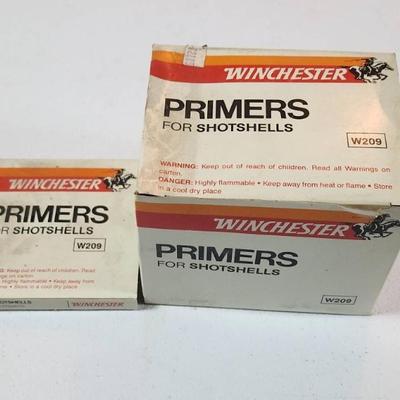 WINCHESTER
PRIMERS
FOR SHOTSHELLS
W209
WARNING: Keep out of reach of children. Read all Warnings on
carton.
DANGER: Highly flammable • Keep away from heat or flame • Store
in a cool dry place
WINCHESTER
PRIMERS
FOR SHOTSHELLS
W209
WINCHESTER
PRIMERS
FOR SHOTSHELLS
W209
Keep out of reach of children. Read
on carton.
Highly flammable • Keep away from
• Store in a cool dry place